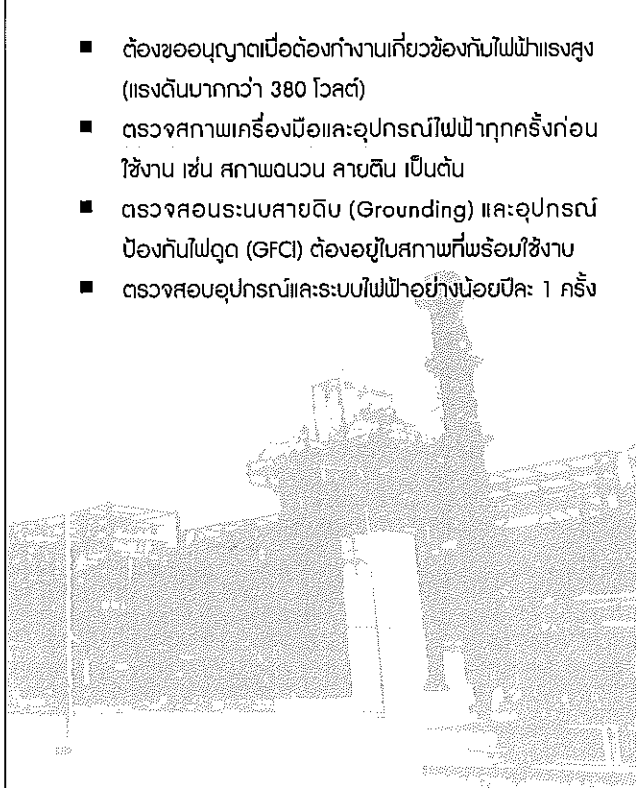 ■ ต้องขออนุญาตเมื่อต้องทำงานเกี่ยวข้องกับไฟฟ้าแรงสูง
(แรงดันมากกว่า 380 โวลต์)
■ ตรวจสภาพเครื่องมือและอุปกรณ์ไฟฟ้าทุกครั้งก่อน
ใช้งาน เช่น สภาพฉนวน สายดิน เป็นต้น
■ ตรวจสอบระบบสายดิน (Grounding) และอุปกรณ์
ป้องกันไฟดูด (GFCI) ต้องอยู่ในสภาพที่พร้อมใช้งาน
■ ตรวจสอบอุปกรณ์และระบบไฟฟ้าอย่างน้อยปีละ 1 ครั้ง